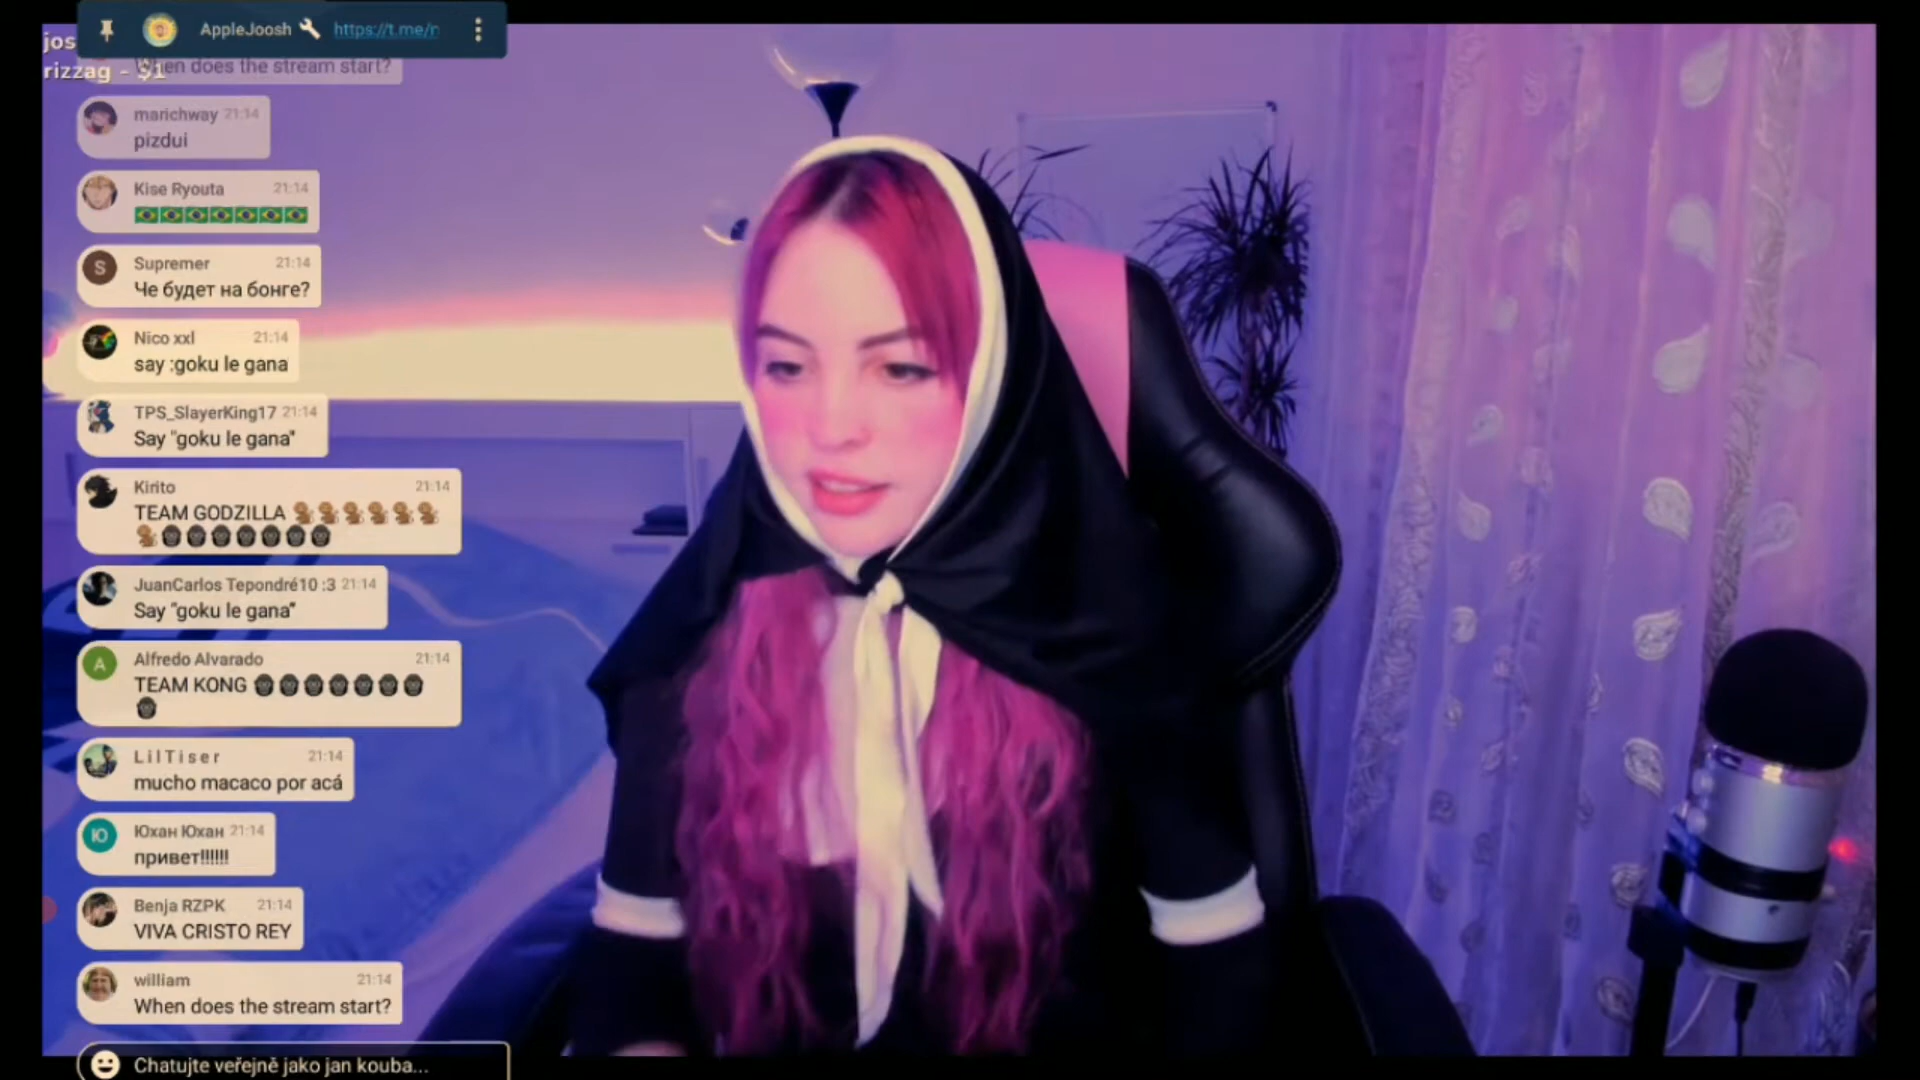 jos
AppleJoosh https://t.me/r
rizzag - $1
When does the stream start?
marichway 21:14
pizdui
Kise Ryouta 21:14
S
Supremer 21:14
Че будет на бонге?
Nico xxl 21:14
say :goku le gana
TPS_SlayerKing17 21:14
Say "goku le gana"
Kirito 21:14
TEAM GODZILLA
JuanCarlos Tepondré10 :3 21:14
Say "goku le gana"
A
Alfredo Alvarado 21:14
TEAM KONG
L i l T i s e r 21:14
mucho macaco por acá
Ю
Юхан Юхан 21:14
привет!!!!!!
Benja RZPK 21:14
VIVA CRISTO REY
william 21:14
When does the stream start?
Chatujte veřejně jako jan kouba...